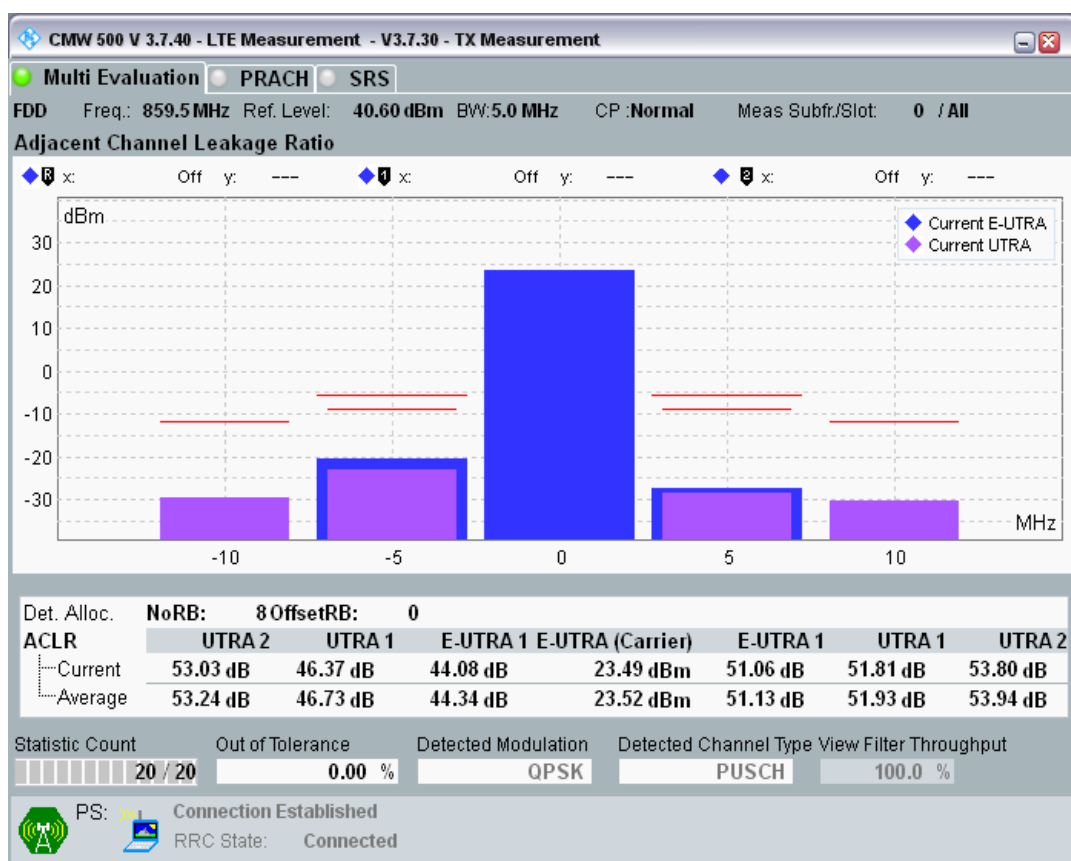 CMW 500 V 3.7.40 - LTE Measurement - V3.7.30 - TX Measurement
Multi Evaluation PRACH SRS
FDD Freq.: 859.5 MHz Ref. Level: 40.60 dBm BW:5.0 MHz CP :Normal Meas Subfr./Slot: 0 / All
Adjacent Channel Leakage Ratio
R x: Off y: --- 1 x: Off y: --- 2 x: Off y: ---
dBm
Current E-UTRA
Current UTRA
30
20
10
0
-10
-20
-30
MHz
-10 -5 0 5 10
Det. Alloc. NoRB: 8 OffsetRB: 0
ACLR UTRA 2 UTRA 1 E-UTRA 1 E-UTRA (Carrier) E-UTRA 1 UTRA 1 UTRA 2
Current 53.03 dB 46.37 dB 44.08 dB 23.49 dBm 51.06 dB 51.81 dB 53.80 dB
Average 53.24 dB 46.73 dB 44.34 dB 23.52 dBm 51.13 dB 51.93 dB 53.94 dB
Statistic Count Out of Tolerance Detected Modulation Detected Channel Type View Filter Throughput
20 / 20 0.00 % QPSK PUSCH 100.0 %
PS: Connection Established
RRC State: Connected